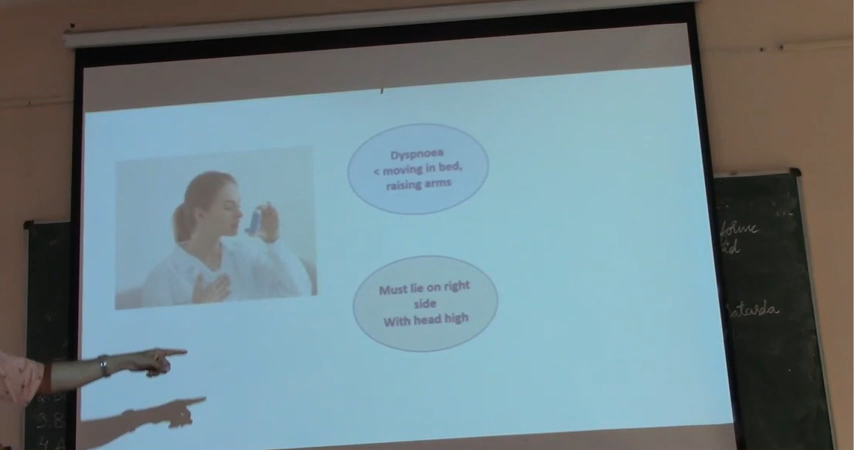 Dyspnoea
< moving in bed,
raising arms
Must lie on right
side
With head high